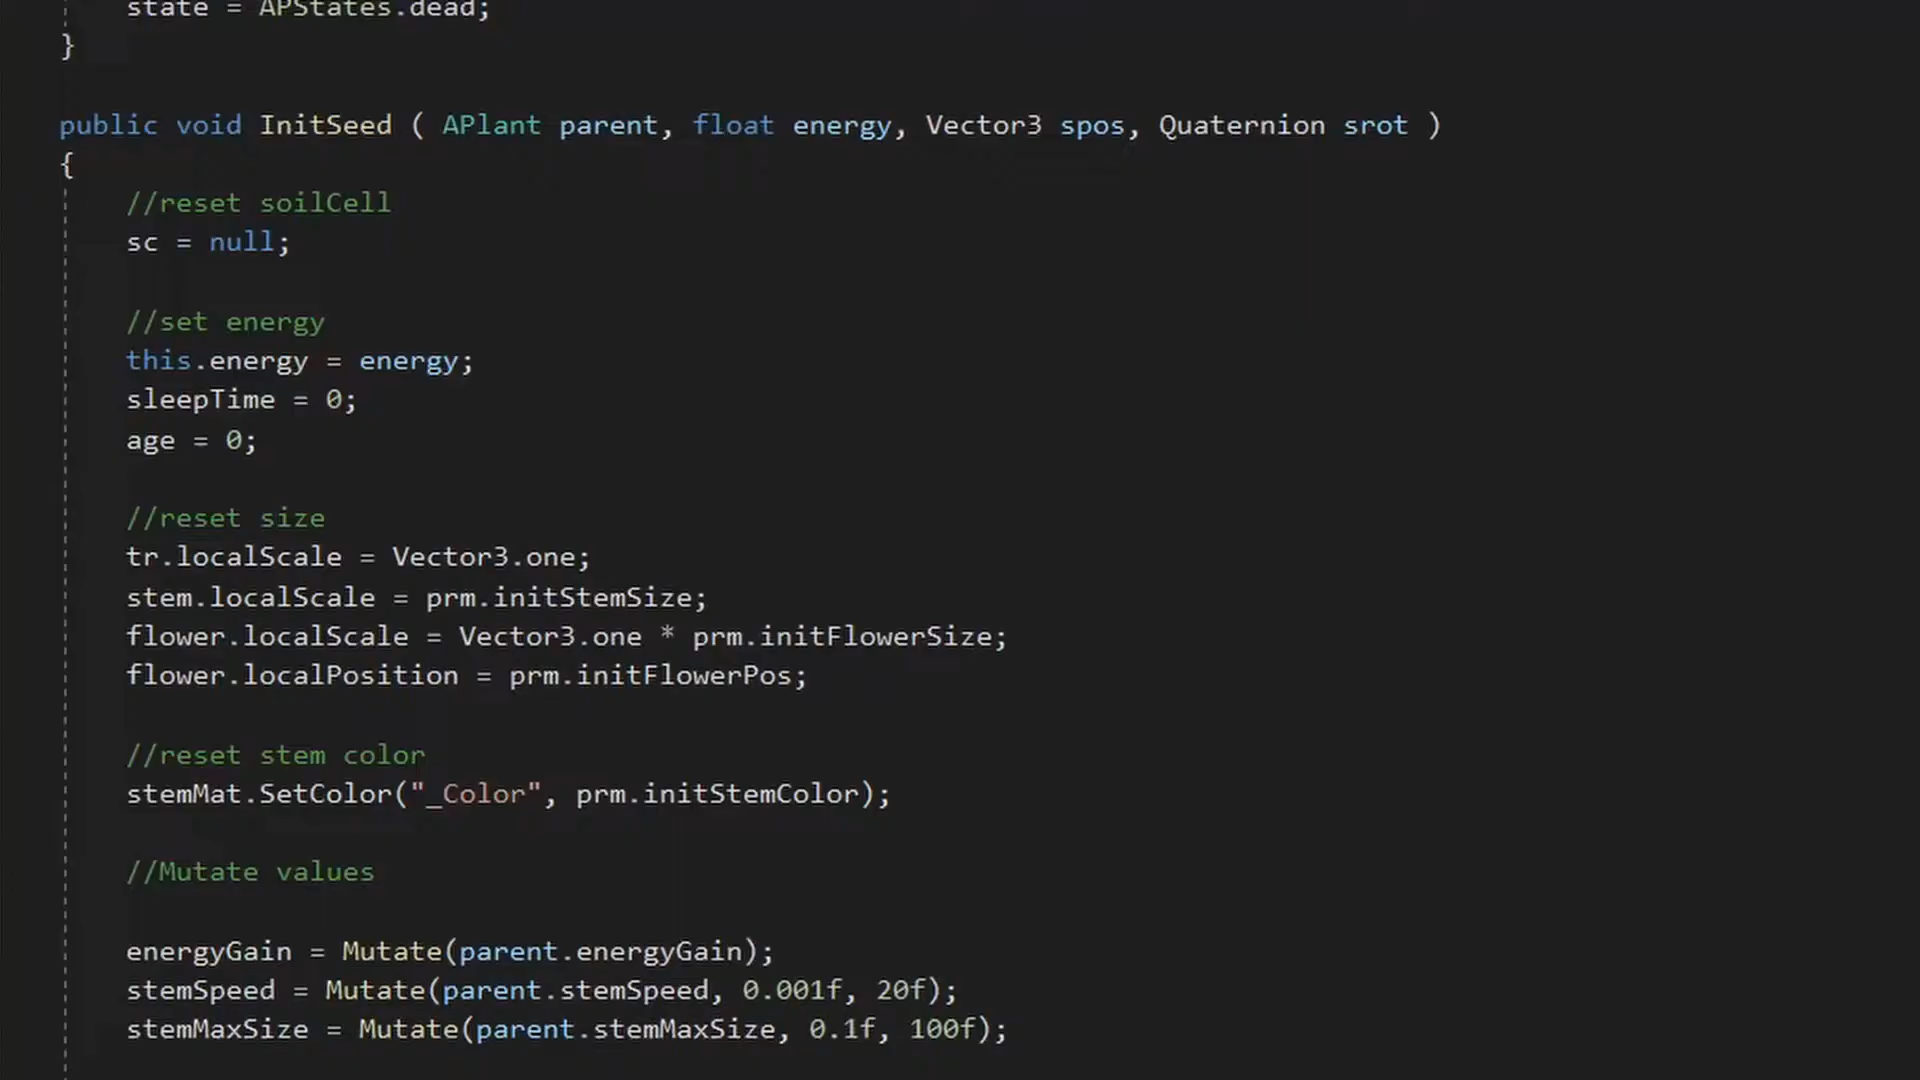 state = APStates.dead;
}
public void InitSeed ( APlant parent, float energy, Vector3 spos, Quaternion srot )
{
//reset soilCell
sc = null;
//set energy
this.energy = energy;
sleepTime = 0;
age = 0;
//reset size
tr.localScale = Vector3.one;
stem.localScale = prm.initStemSize;
flower.localScale = Vector3.one * prm.initFlowerSize;
flower.localPosition = prm.initFlowerPos;
//reset stem color
stemMat.SetColor("_Color", prm.initStemColor);
//Mutate values
energyGain = Mutate(parent.energyGain);
stemSpeed = Mutate(parent.stemSpeed, 0.001f, 20f);
stemMaxSize = Mutate(parent.stemMaxSize, 0.1f, 100f);